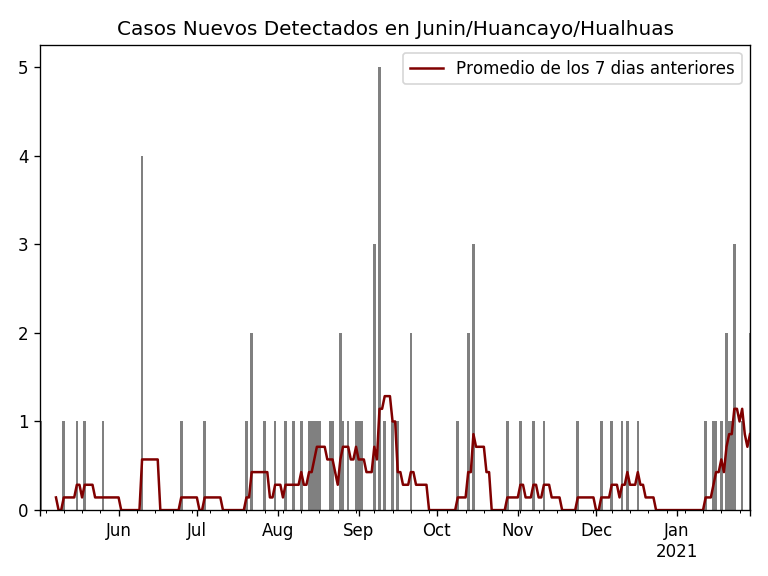 Casos Nuevos Detectados en Junin/Huancayo/Hualhuas
Promedio de los 7 dias anteriores
5
4
3
2
1
0
Jun Jul Aug Sep Oct Nov Dec Jan
2021